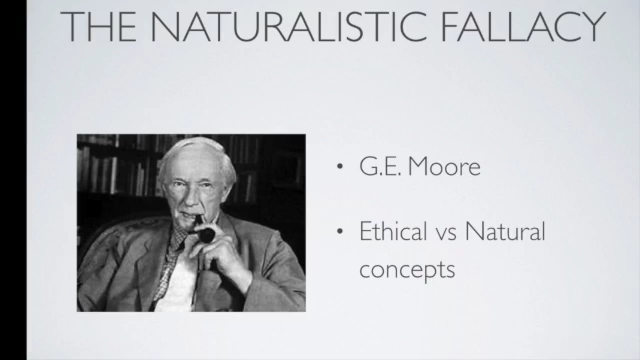 THE NATURALISTIC FALLACY
• G.E. Moore
• Ethical vs Natural
concepts